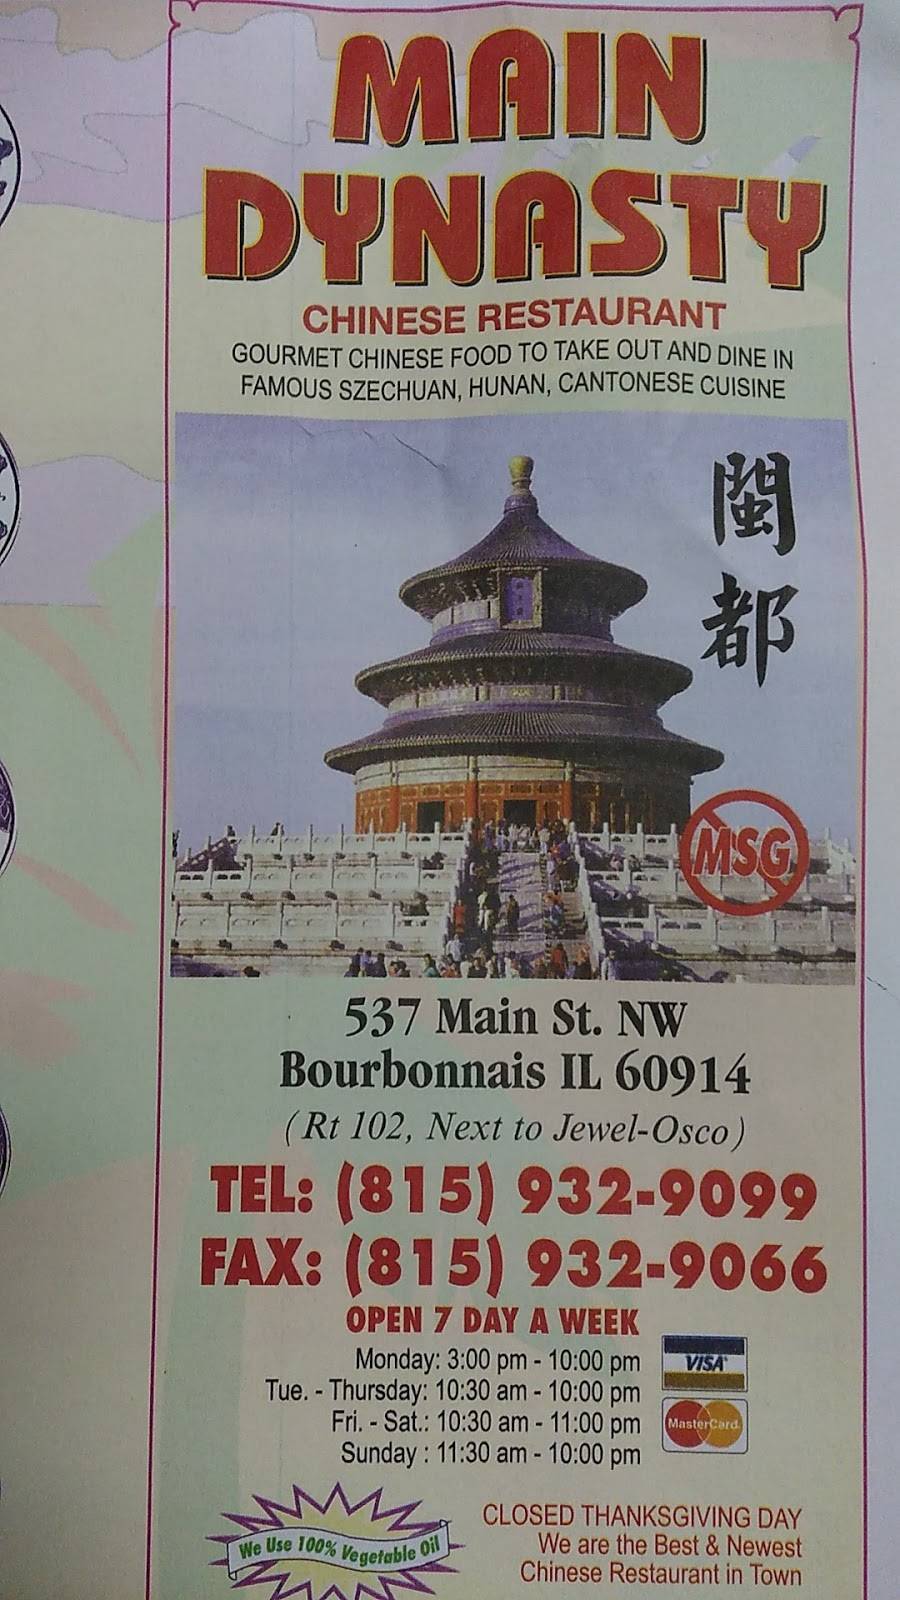 MAIN
DYNASTY
CHINESE RESTAURANT
GOURMET CHINESE FOOD TO TAKE OUT AND DINE IN
FAMOUS SZECHUAN, HUNAN, CANTONESE CUISINE
閩
都
MSG
537 Main St. NW
Bourbonnais IL 60914
(Rt 102, Next to Jewel-Osco)
TEL: (815) 932-9099
FAX: (815) 932-9066
OPEN 7 DAY A WEEK
Monday: 3:00 pm - 10:00 pm
Tue. - Thursday: 10:30 am - 10:00 pm
Fri. - Sat.: 10:30 am - 11:00 pm
Sunday : 11:30 am - 10:00 pm
VISA
MasterCard
We Use 100% Vegetable Oil
CLOSED THANKSGIVING DAY
We are the Best & Newest
Chinese Restaurant in Town